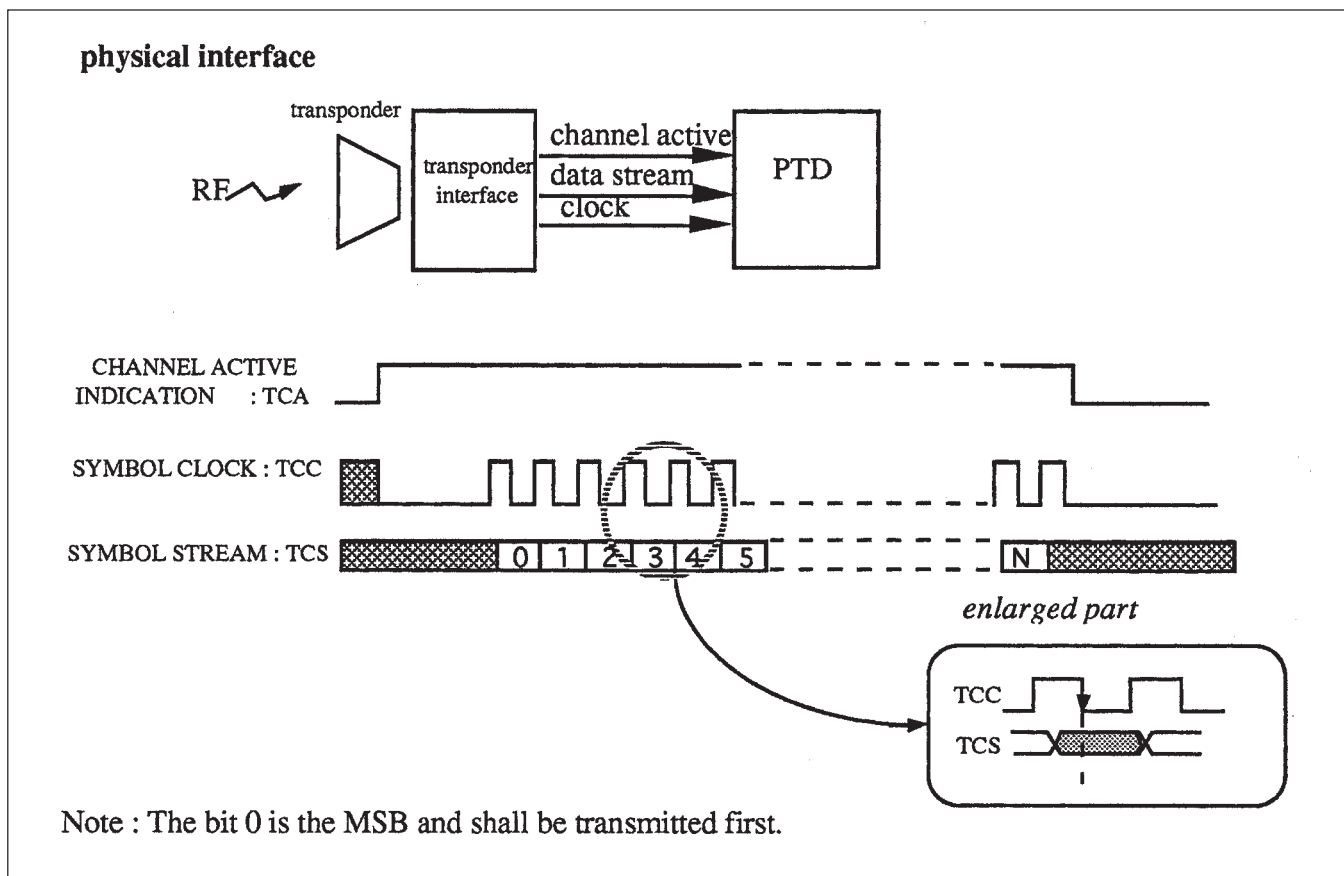 physical interface
transponder
RF
transponder
interface
channel active
data stream
clock
PTD
CHANNEL ACTIVE
INDICATION : TCA
SYMBOL CLOCK : TCC
SYMBOL STREAM : TCS
0 1 2 3 4 5 N
enlarged part
TCC
TCS
Note : The bit 0 is the MSB and shall be transmitted first.